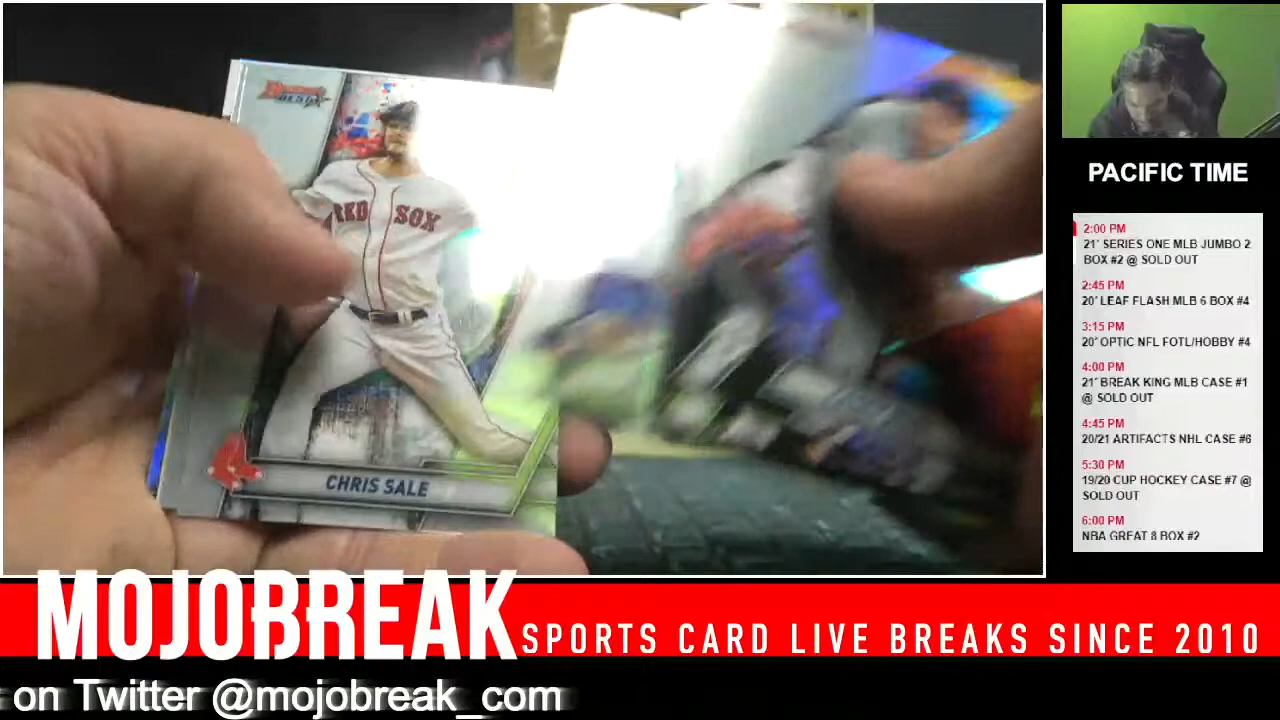 BOWMAN'S
BEST
RED SOX
CHRIS SALE
PACIFIC TIME
2:00 PM
21' SERIES ONE MLB JUMBO 2
BOX #2 @ SOLD OUT
2:45 PM
20' LEAF FLASH MLB 6 BOX #4
3:15 PM
20' OPTIC NFL FOTL/HOBBY #4
4:00 PM
21' BREAK KING MLB CASE #1
@ SOLD OUT
4:45 PM
20/21 ARTIFACTS NHL CASE #6
5:30 PM
19/20 CUP HOCKEY CASE #7 @
SOLD OUT
6:00 PM
NBA GREAT 8 BOX #2
MOJOBREAK
SPORTS CARD LIVE BREAKS SINCE 2010
on Twitter @mojobreak_com